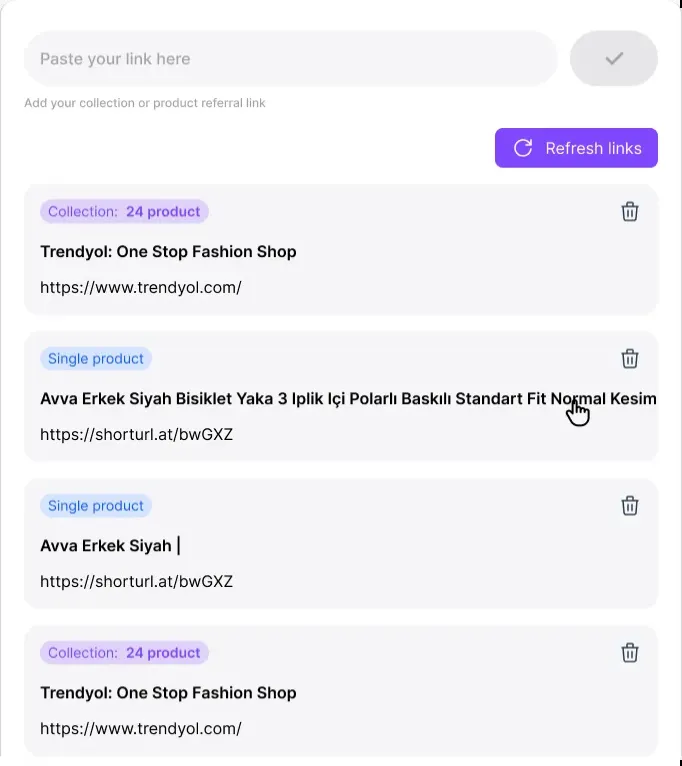 Paste your link here
Add your collection or product referral link
Refresh links
Collection: 24 product
Trendyol: One Stop Fashion Shop
https://www.trendyol.com/
Single product
Avva Erkek Siyah Bisiklet Yaka 3 Iplik Içi Polarlı Baskılı Standart Fit Normal Kesim
https://shorturl.at/bwGXZ
Single product
Avva Erkek Siyah |
https://shorturl.at/bwGXZ
Collection: 24 product
Trendyol: One Stop Fashion Shop
https://www.trendyol.com/